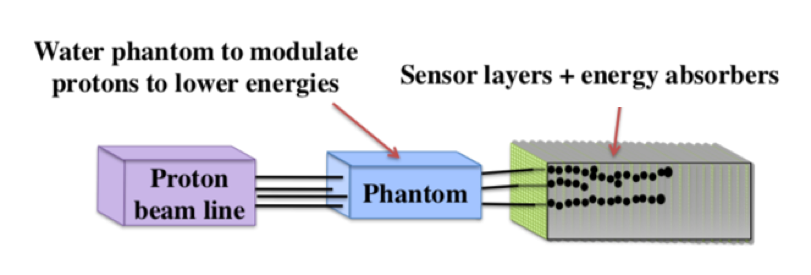 Water phantom to modulate
protons to lower energies
Sensor layers + energy absorbers
Proton
beam line
Phantom